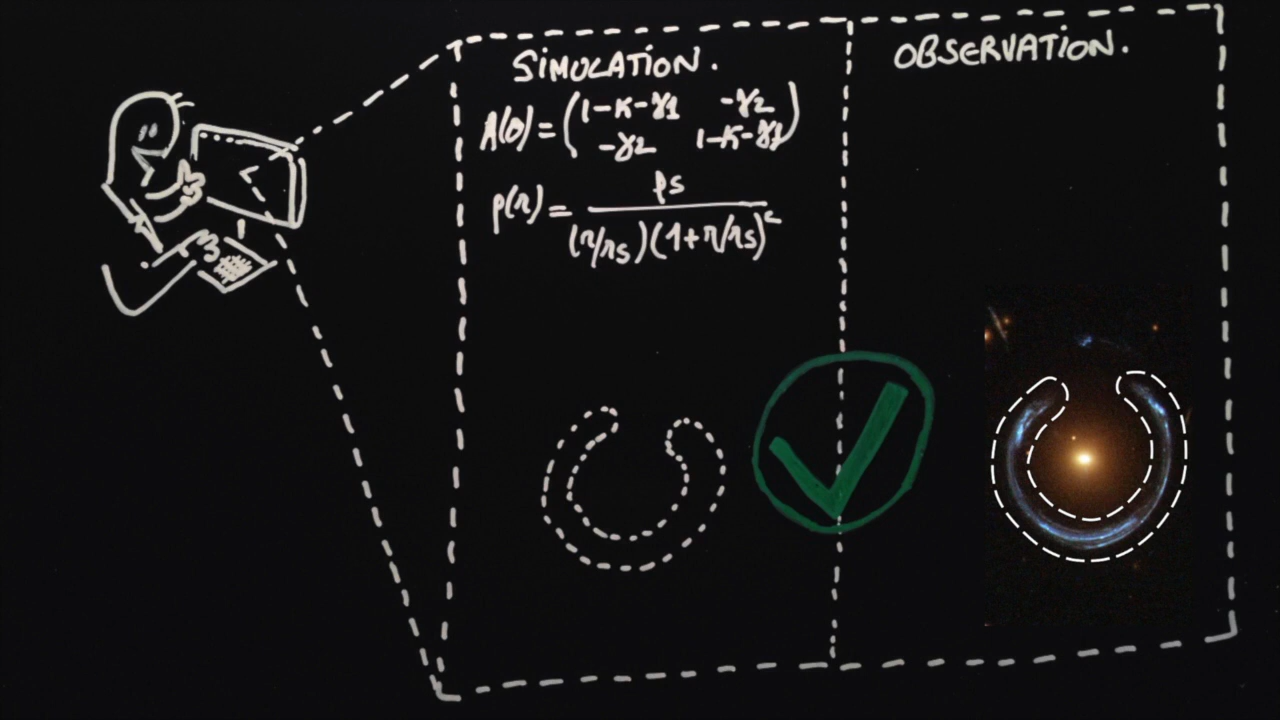 SIMULATION.
A(θ) = (1-κ-γ1 -γ2
-γ2 1-κ-γ1)
ρ(r) = ρs
(r/rs)(1+r/rs)²
OBSERVATION.